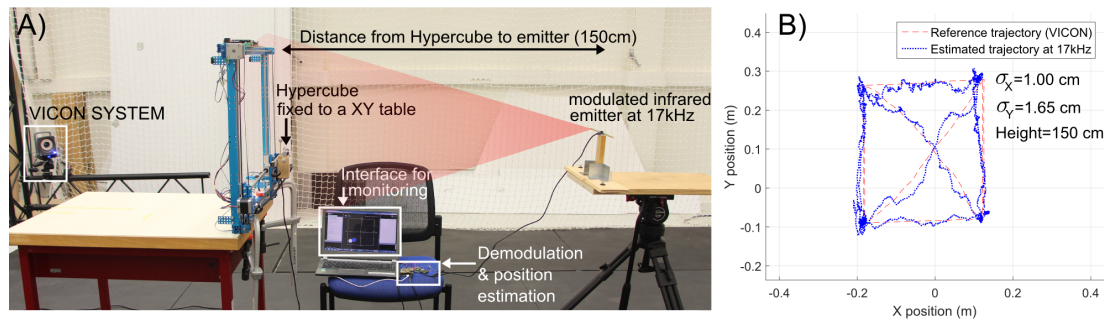 A)
Distance from Hypercube to emitter (150cm)
VICON SYSTEM
Hypercube
fixed to a XY table
modulated infrared
emitter at 17kHz
Interface for
monitoring
Demodulation
& position
estimation
B)
Reference trajectory (VICON)
Estimated trajectory at 17kHz
σX=1.00 cm
σY=1.65 cm
Height=150 cm
Y position (m)
0.4
0.3
0.2
0.1
0
-0.1
-0.2
-0.4
-0.2
0
0.2
0.4
X position (m)